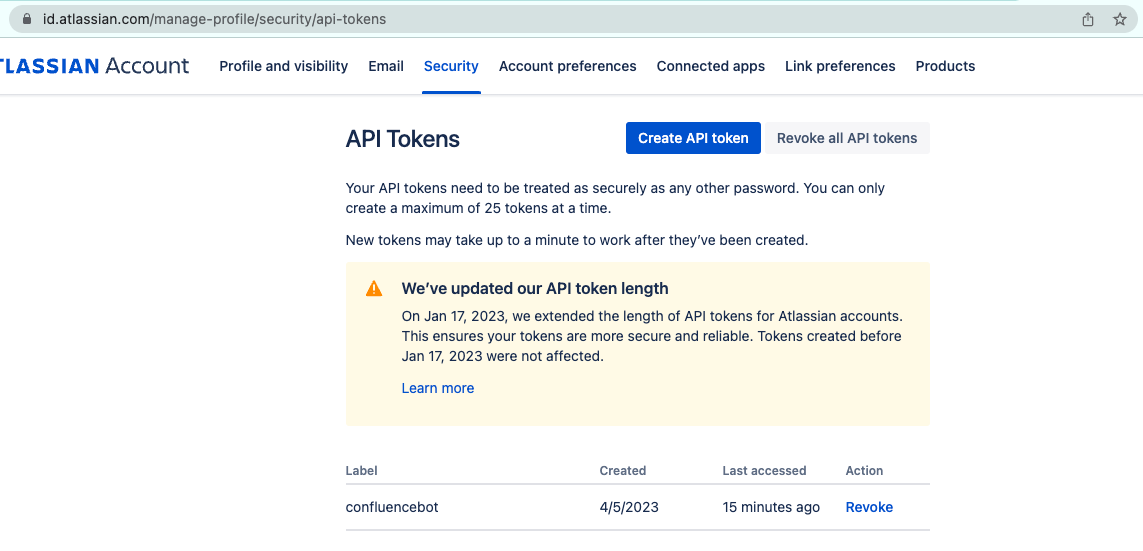 id.atlassian.com/manage-profile/security/api-tokens
TLASSIAN Account Profile and visibility Email Security Account preferences Connected apps Link preferences Products
API Tokens Create API token Revoke all API tokens
Your API tokens need to be treated as securely as any other password. You can only
create a maximum of 25 tokens at a time.
New tokens may take up to a minute to work after they’ve been created.
We’ve updated our API token length
On Jan 17, 2023, we extended the length of API tokens for Atlassian accounts.
This ensures your tokens are more secure and reliable. Tokens created before
Jan 17, 2023 were not affected.
Learn more
Label Created Last accessed Action
confluencebot 4/5/2023 15 minutes ago Revoke